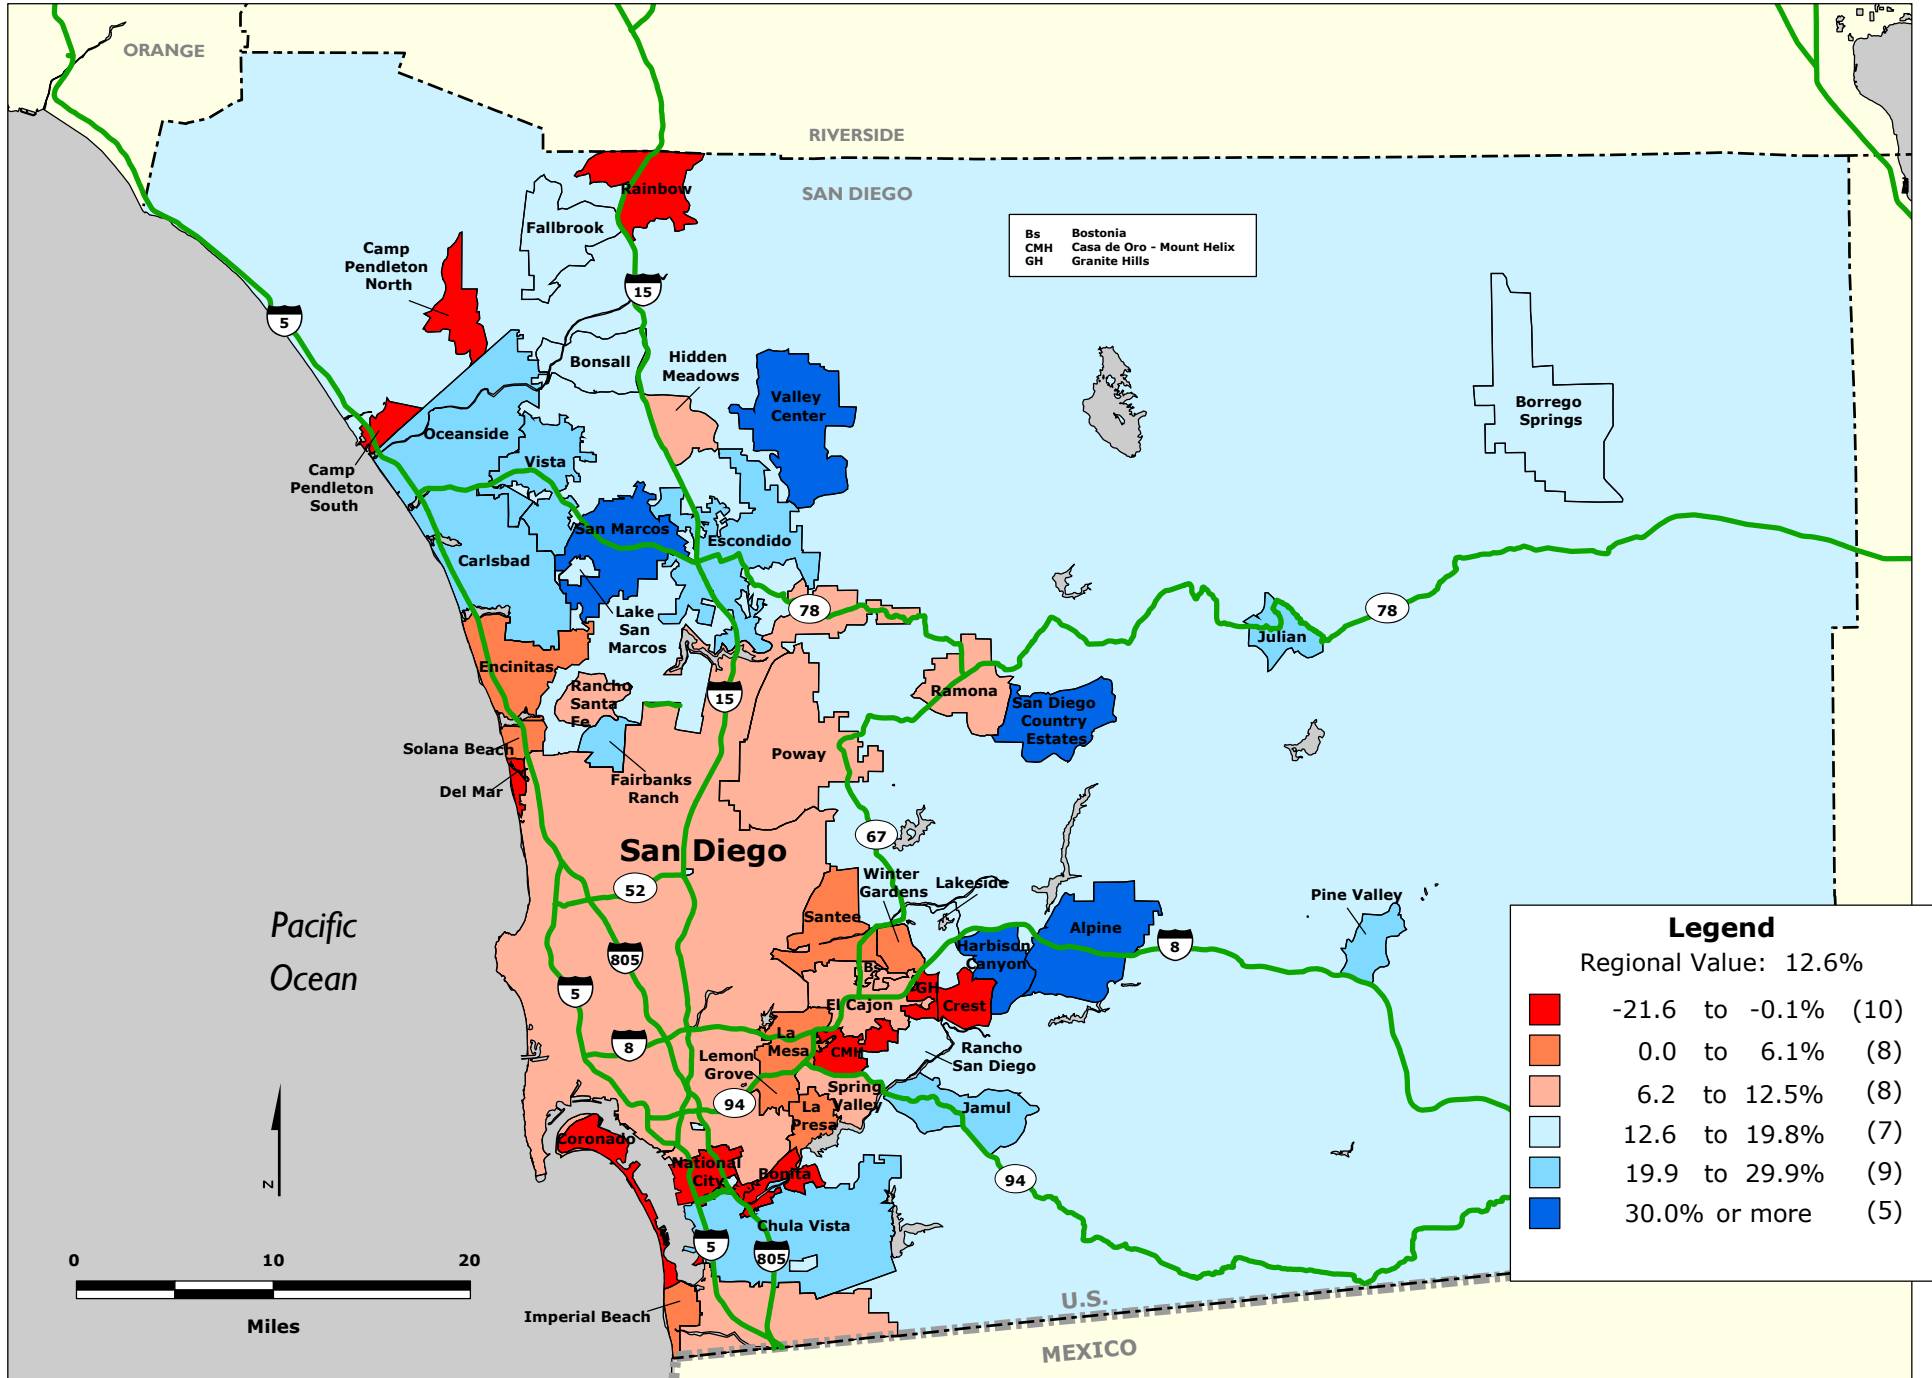 ORANGE
RIVERSIDE
SAN DIEGO
Rainbow
Fallbrook
Bs Bostonia
CMH Casa de Oro - Mount Helix
GH Granite Hills
Camp
Pendleton
North
15
5
Bonsall
Hidden
Meadows
Valley
Center
Borrego
Springs
Oceanside
Vista
Camp
Pendleton
South
San Marcos
Escondido
Carlsbad
Lake
San
Marcos
78
78
Julian
Encinitas
Rancho
Santa
Fe
15
Ramona
San Diego
Country
Estates
Solana Beach
Poway
Fairbanks
Ranch
Del Mar
San Diego
67
Winter
Gardens
Lakeside
52
Pine Valley
Santee
Alpine
Pacific
Ocean
805
Harbison
Canyon
8
Bs
GH
Crest
El Cajon
5
8
La
Mesa
CMH
Rancho
San Diego
Lemon
Grove
Spring
Valley
94
La
Presa
Jamul
Coronado
National
City
Bonita
94
N
Chula Vista
5
805
0 10 20
Miles
Imperial Beach
U.S.
MEXICO
Legend
Regional Value: 12.6%
-21.6 to -0.1% (10)
0.0 to 6.1% (8)
6.2 to 12.5% (8)
12.6 to 19.8% (7)
19.9 to 29.9% (9)
30.0% or more (5)